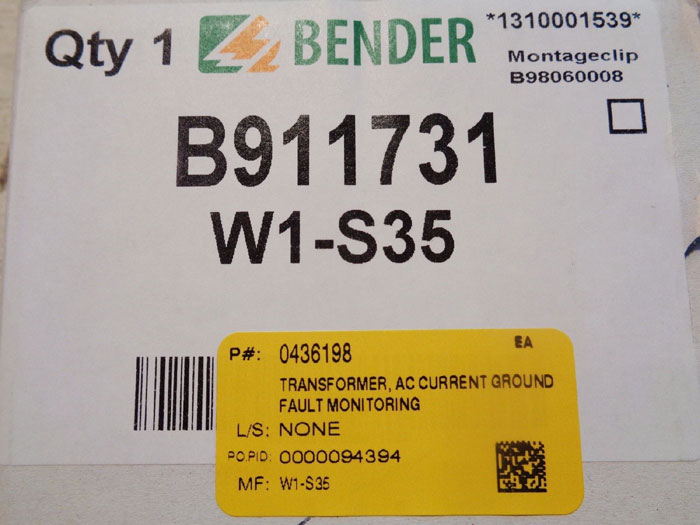 Qty 1 BENDER
*1310001539*
Montageclip
B98060008
B911731
W1-S35
P#: 0436198 EA
TRANSFORMER, AC CURRENT GROUND
FAULT MONITORING
L/S: NONE
PO.PID: 0000094394
MF: W1-S35